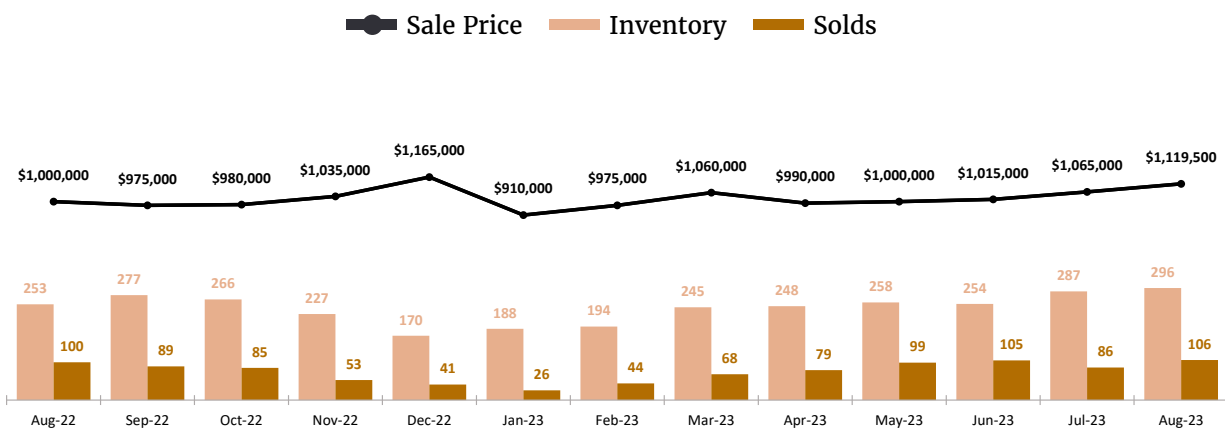 Sale Price Inventory Solds
$1,000,000 $975,000 $980,000 $1,035,000 $1,165,000 $910,000 $975,000 $1,060,000 $990,000 $1,000,000 $1,015,000 $1,065,000 $1,119,500
253 277 266 227 170 188 194 245 248 258 254 287 296
100 89 85 53 41 26 44 68 79 99 105 86 106
Aug-22 Sep-22 Oct-22 Nov-22 Dec-22 Jan-23 Feb-23 Mar-23 Apr-23 May-23 Jun-23 Jul-23 Aug-23